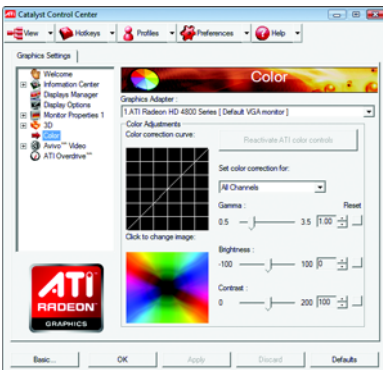 Catalyst Control Center
View
Hotkeys
Profiles
Preferences
Help
Graphics Settings
Welcome
Information Center
Displays Manager
Display Options
Monitor Properties 1
3D
Color
Avivo™ Video
ATI Overdrive™
Color
Graphics Adapter :
1.ATI Radeon HD 4800 Series [ Default VGA monitor ]
Color Adjustments
Color correction curve:
Reactivate ATI color controls
Set color correction for:
All Channels
Gamma :
Reset
0.5
3.5
1.00
Click to change image:
Brightness :
-100
100
0
Contrast :
0
200
100
ATI
RADEON
GRAPHICS
Basic...
OK
Apply
Discard
Defaults